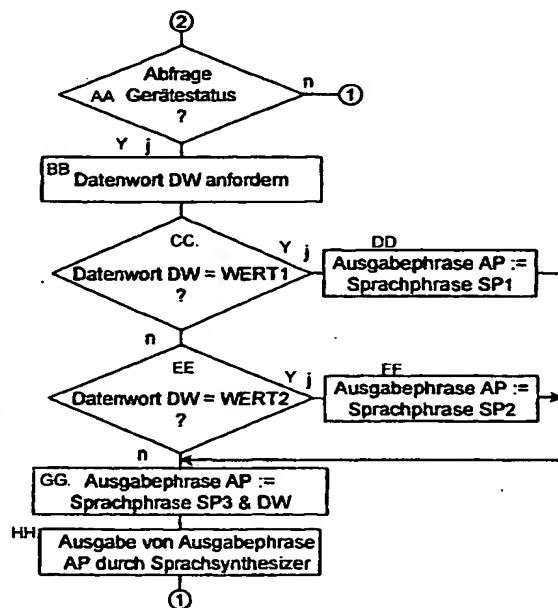 2
Abfrage
AA Gerätestatus n 1
?
Y j
BB Datenwort DW anfordern
CC. Y j DD
Datenwort DW = WERT1 Ausgabephrase AP :=
? Sprachphrase SP1
n
EE Y j FF
Datenwort DW = WERT2 Ausgabephrase AP :=
? Sprachphrase SP2
n
GG. Ausgabephrase AP :=
Sprachphrase SP3 & DW
HH. Ausgabe von Ausgabephrase
AP durch Sprachsynthesizer
1